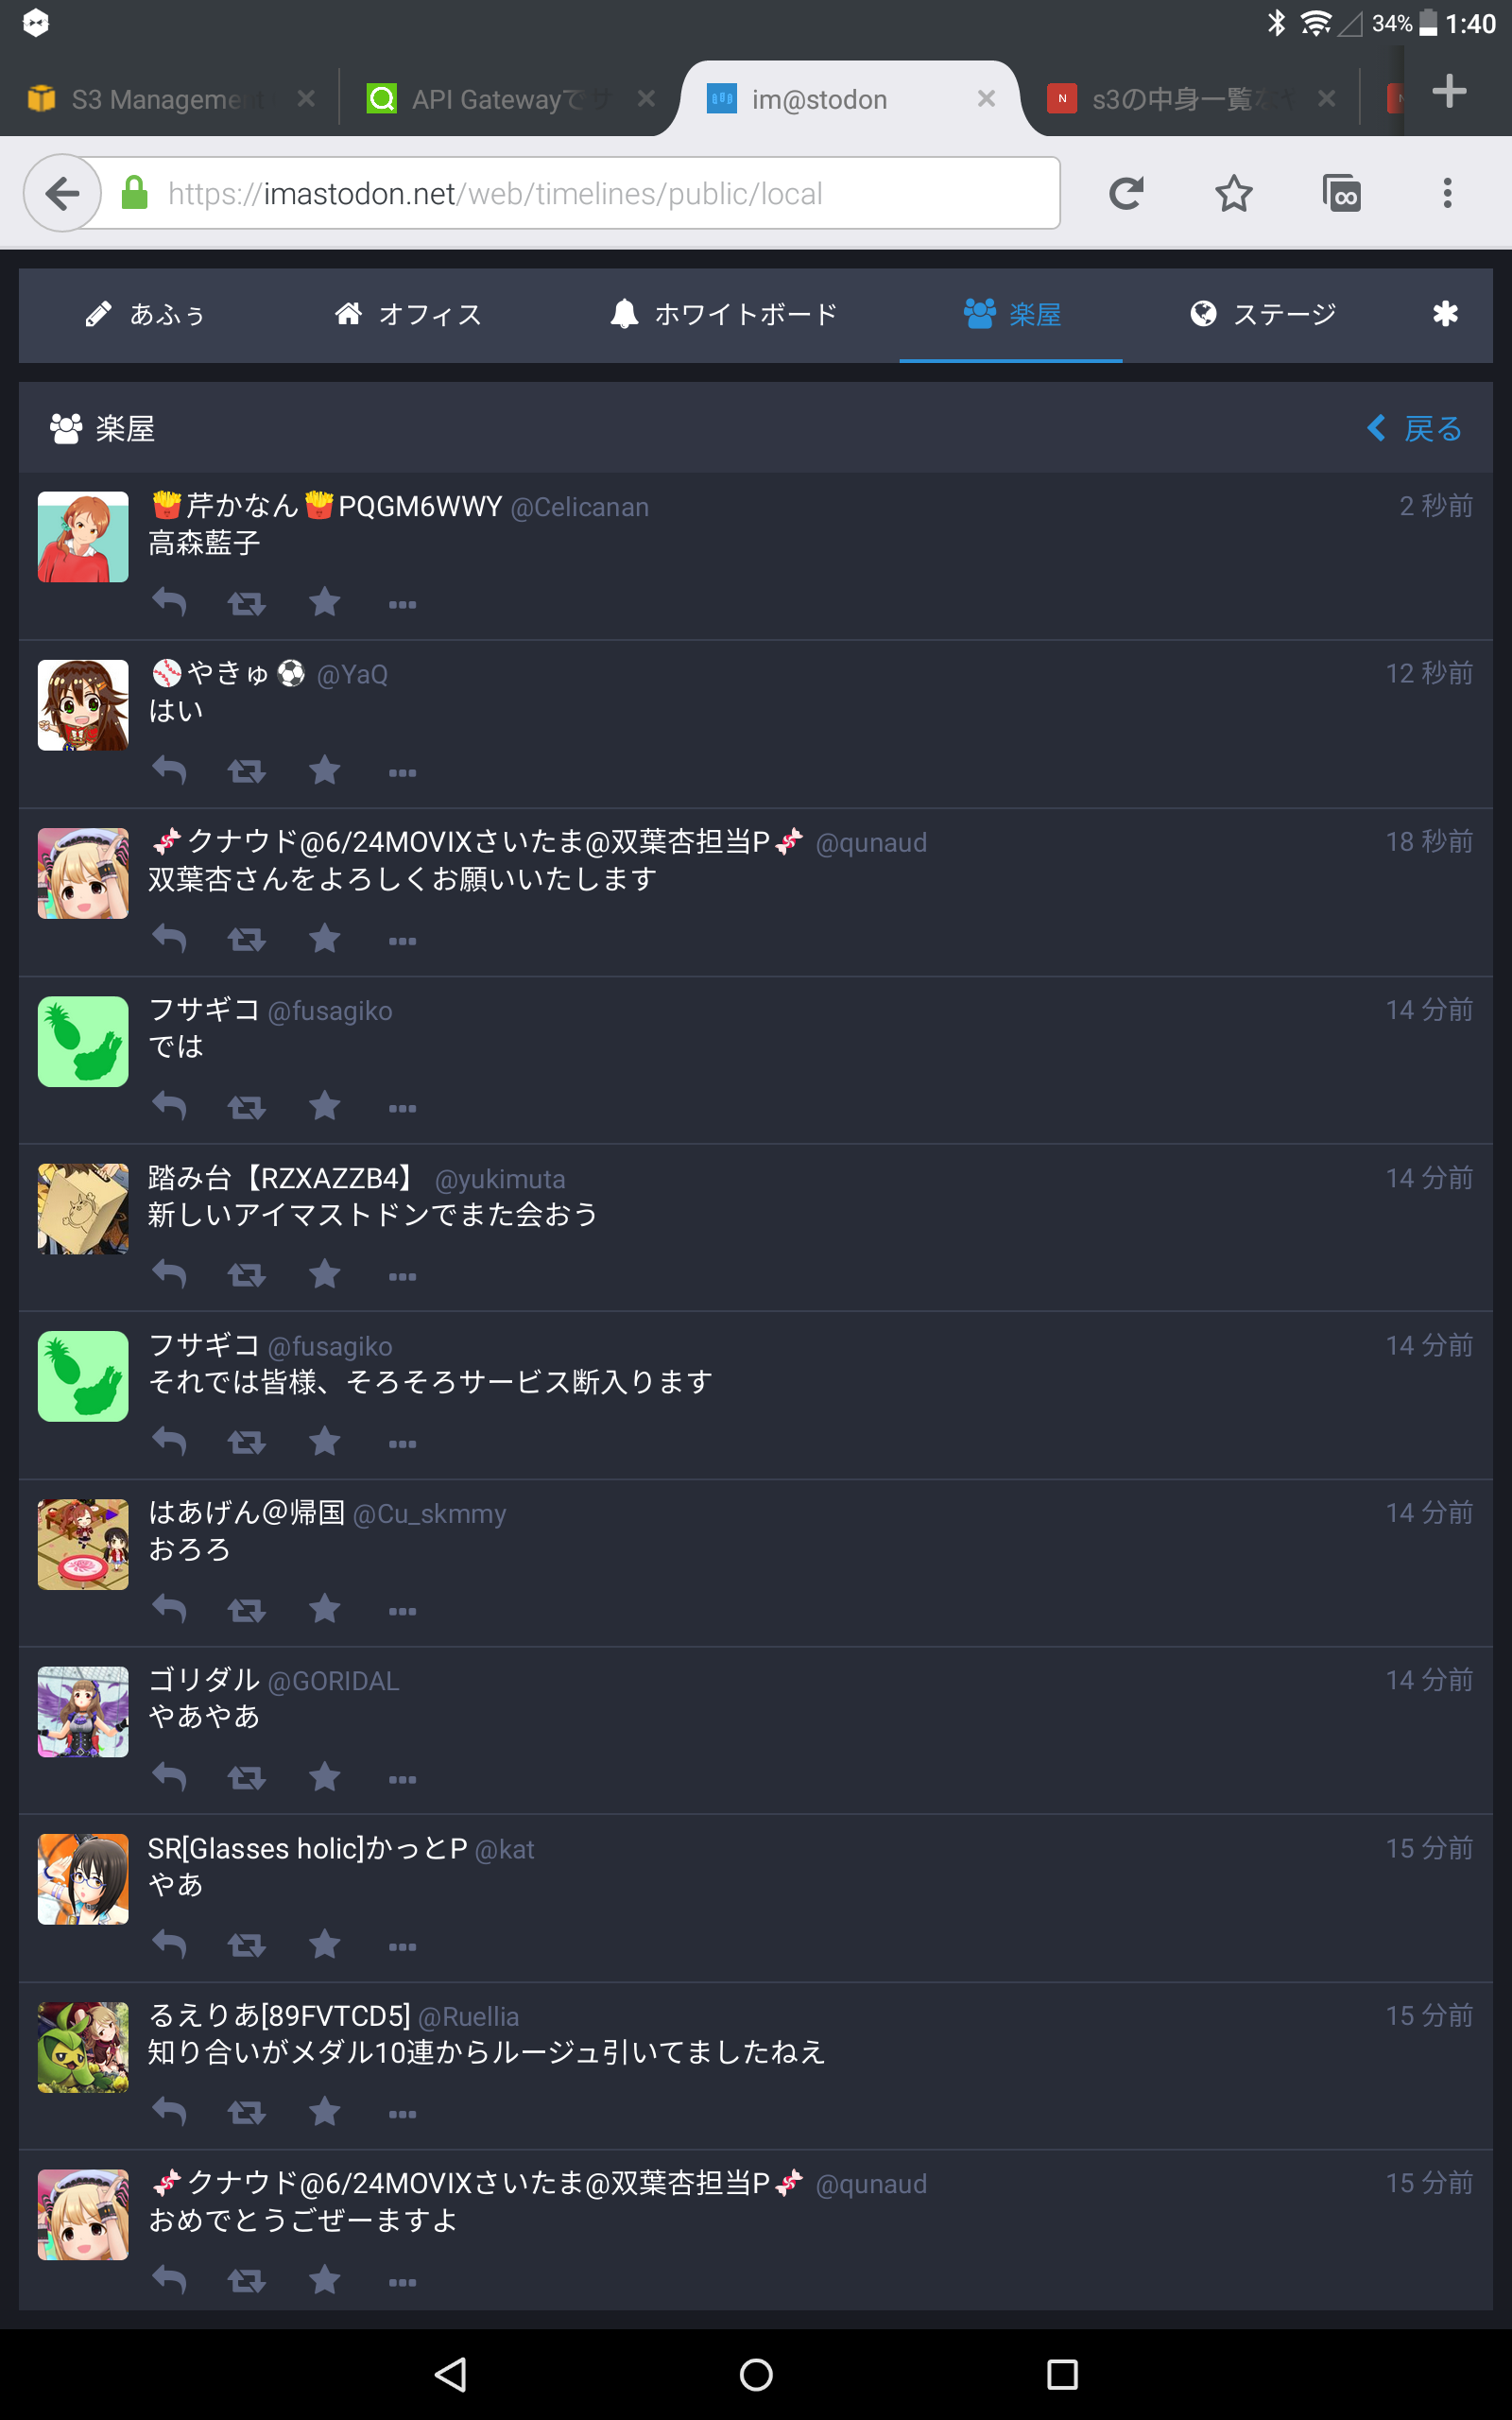 34% 1:40
S3 Management API Gatewayでサ im@stodon s3の中身一覧な
https://imastodon.net/web/timelines/public/local
あふぅ オフィス ホワイトボード 楽屋 ステージ
楽屋 戻る
🍟芹かなん🍟PQGM6WWY @Celicanan 2 秒前
高森藍子
⚾やきゅ⚽ @YaQ 12 秒前
はい
🍬クナウド@6/24MOVIXさいたま@双葉杏担当P🍬 @qunaud 18 秒前
双葉杏さんをよろしくお願いいたします
フサギコ @fusagiko 14 分前
では
踏み台【RZXAZZB4】 @yukimuta 14 分前
新しいアイマストドンでまた会おう
フサギコ @fusagiko 14 分前
それでは皆様、そろそろサービス断入ります
はあげん＠帰国 @Cu_skmmy 14 分前
おろろ
ゴリダル @GORIDAL 14 分前
やあやあ
SR[Glasses holic]かっとP @kat 15 分前
やあ
るえりあ[89FVTCD5] @Ruellia 15 分前
知り合いがメダル10連からルージュ引いてましたねえ
🍬クナウド@6/24MOVIXさいたま@双葉杏担当P🍬 @qunaud 15 分前
おめでとうごぜーますよ